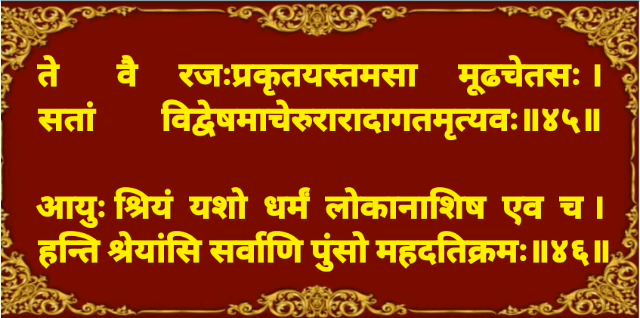 ते वै रजःप्रकृतयस्तमसा मूढचेतसः ।
सतां विद्वेषमाचेरुरारादागतमृत्यवः॥४५॥
आयुः श्रियं यशो धर्मं लोकानाशिष एव च ।
हन्ति श्रेयांसि सर्वाणि पुंसो महदतिक्रमः॥४६॥